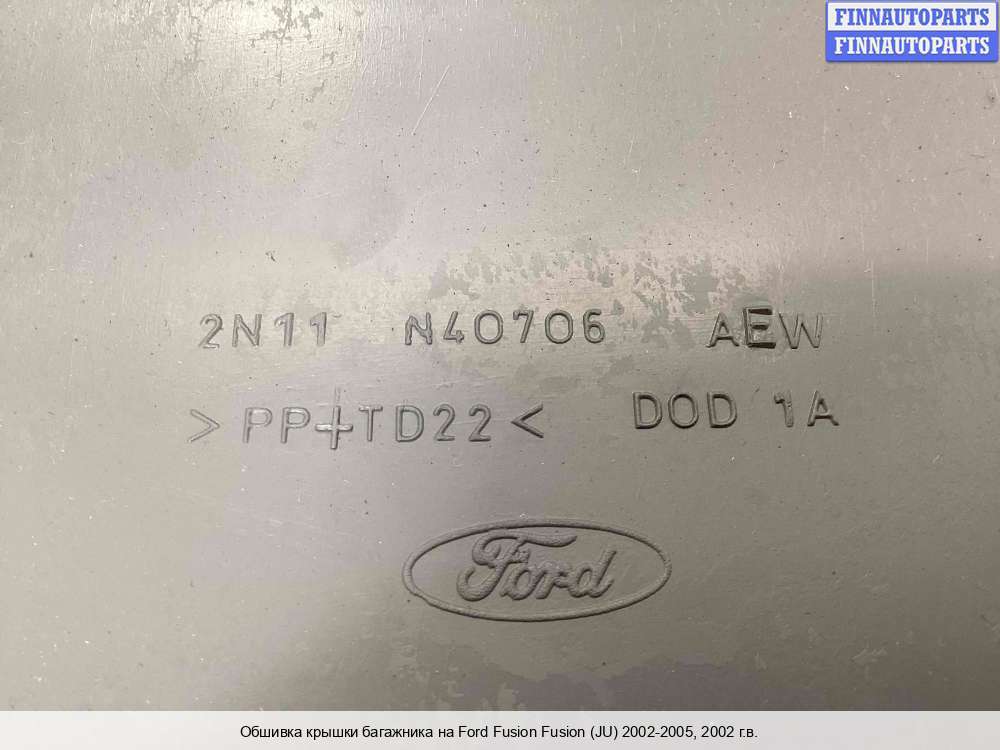 FINNAUTOPARTS
FINNAUTOPARTS
2N11 N40706 AEW
>PP+TD22< DOD 1A
Ford
Обшивка крышки багажника на Ford Fusion Fusion (JU) 2002-2005, 2002 г.в.